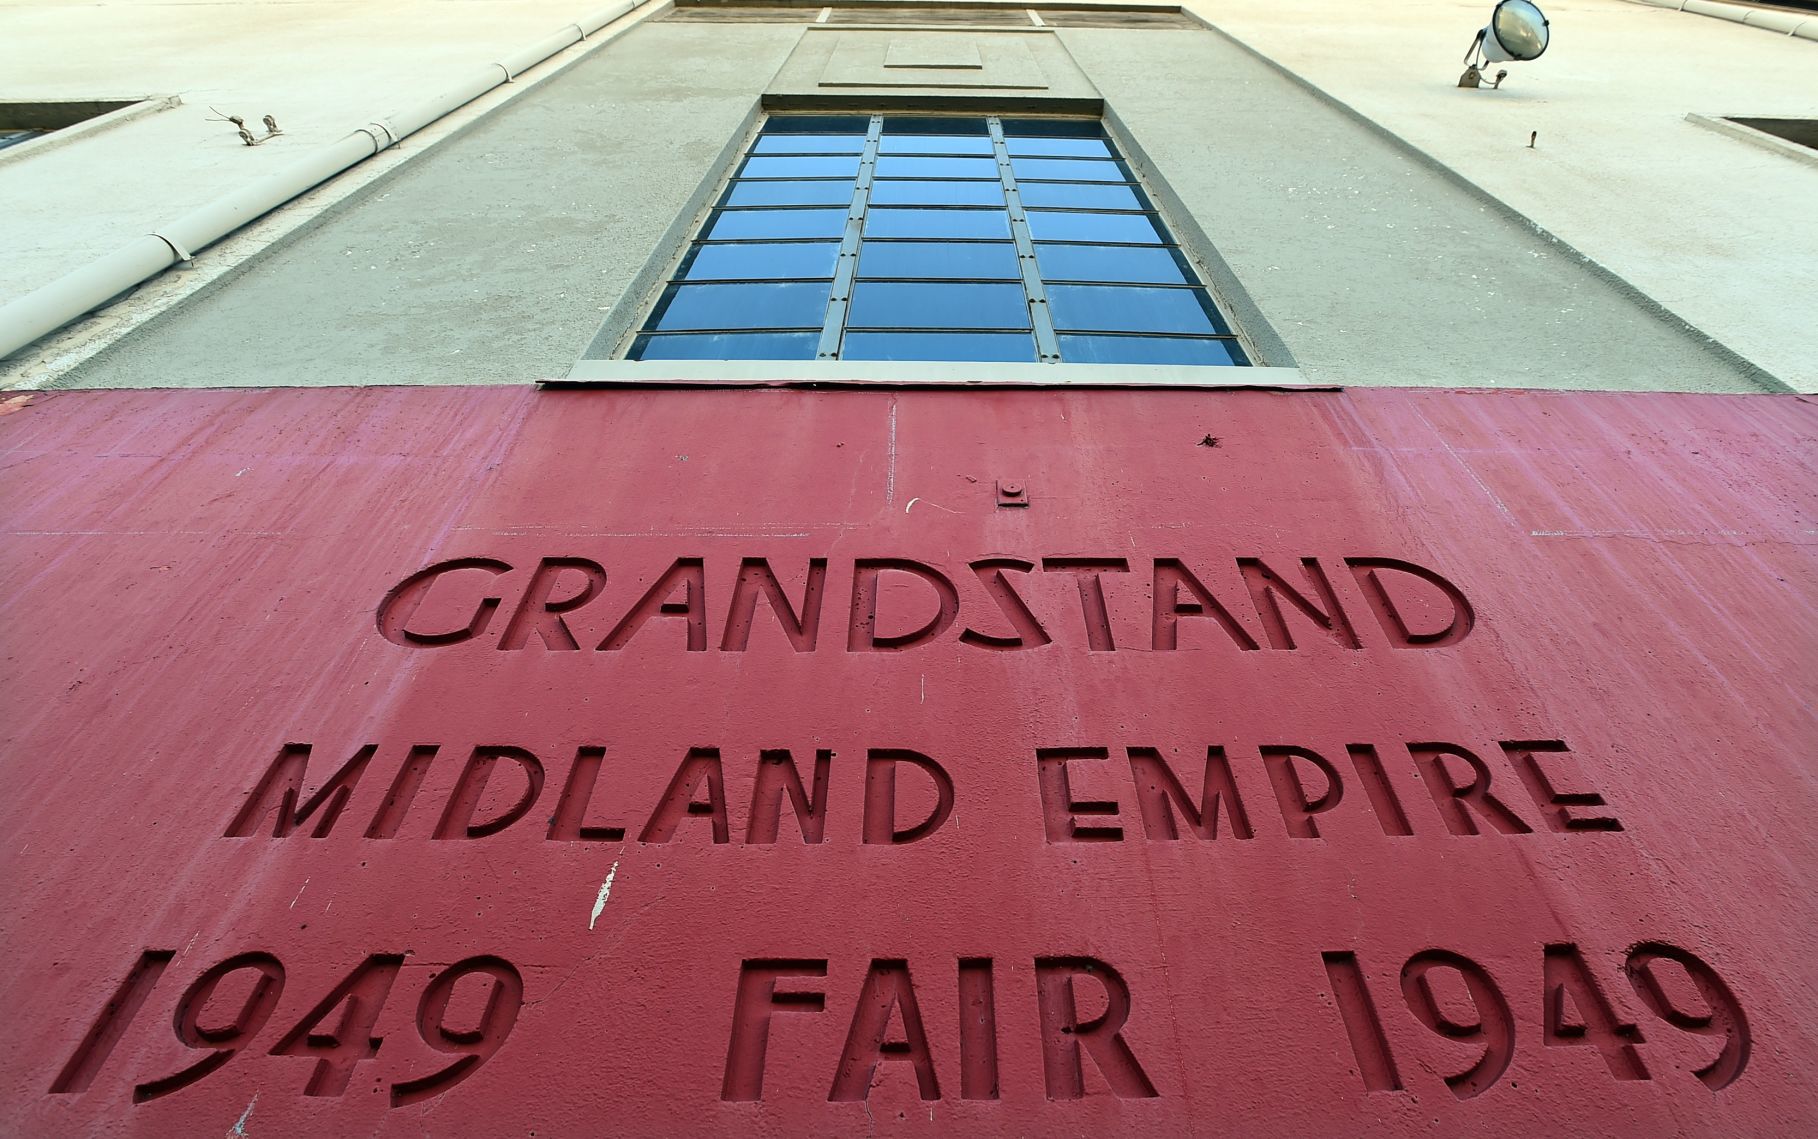 GRANDSTAND
MIDLAND EMPIRE
1949 FAIR 1949